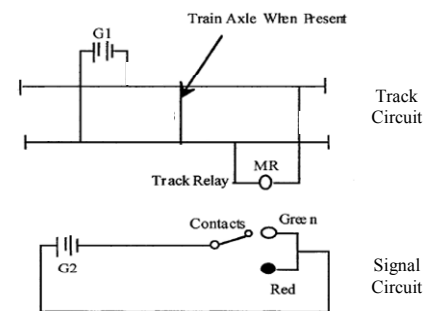 Train Axle When Present
G1
Track
Circuit
MR
Track Relay
Contacts
Green
G2
Red
Signal
Circuit